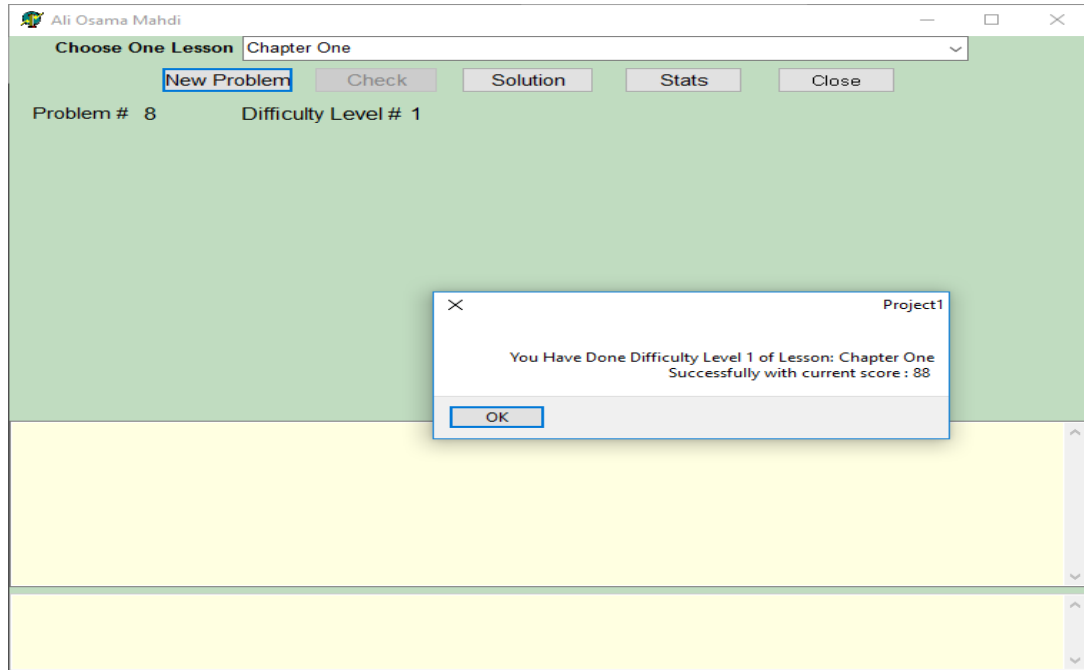 Ali Osama Mahdi
Choose One Lesson Chapter One
New Problem Check Solution Stats Close
Problem # 8 Difficulty Level # 1
Project1
You Have Done Difficulty Level 1 of Lesson: Chapter One
Successfully with current score : 88
OK